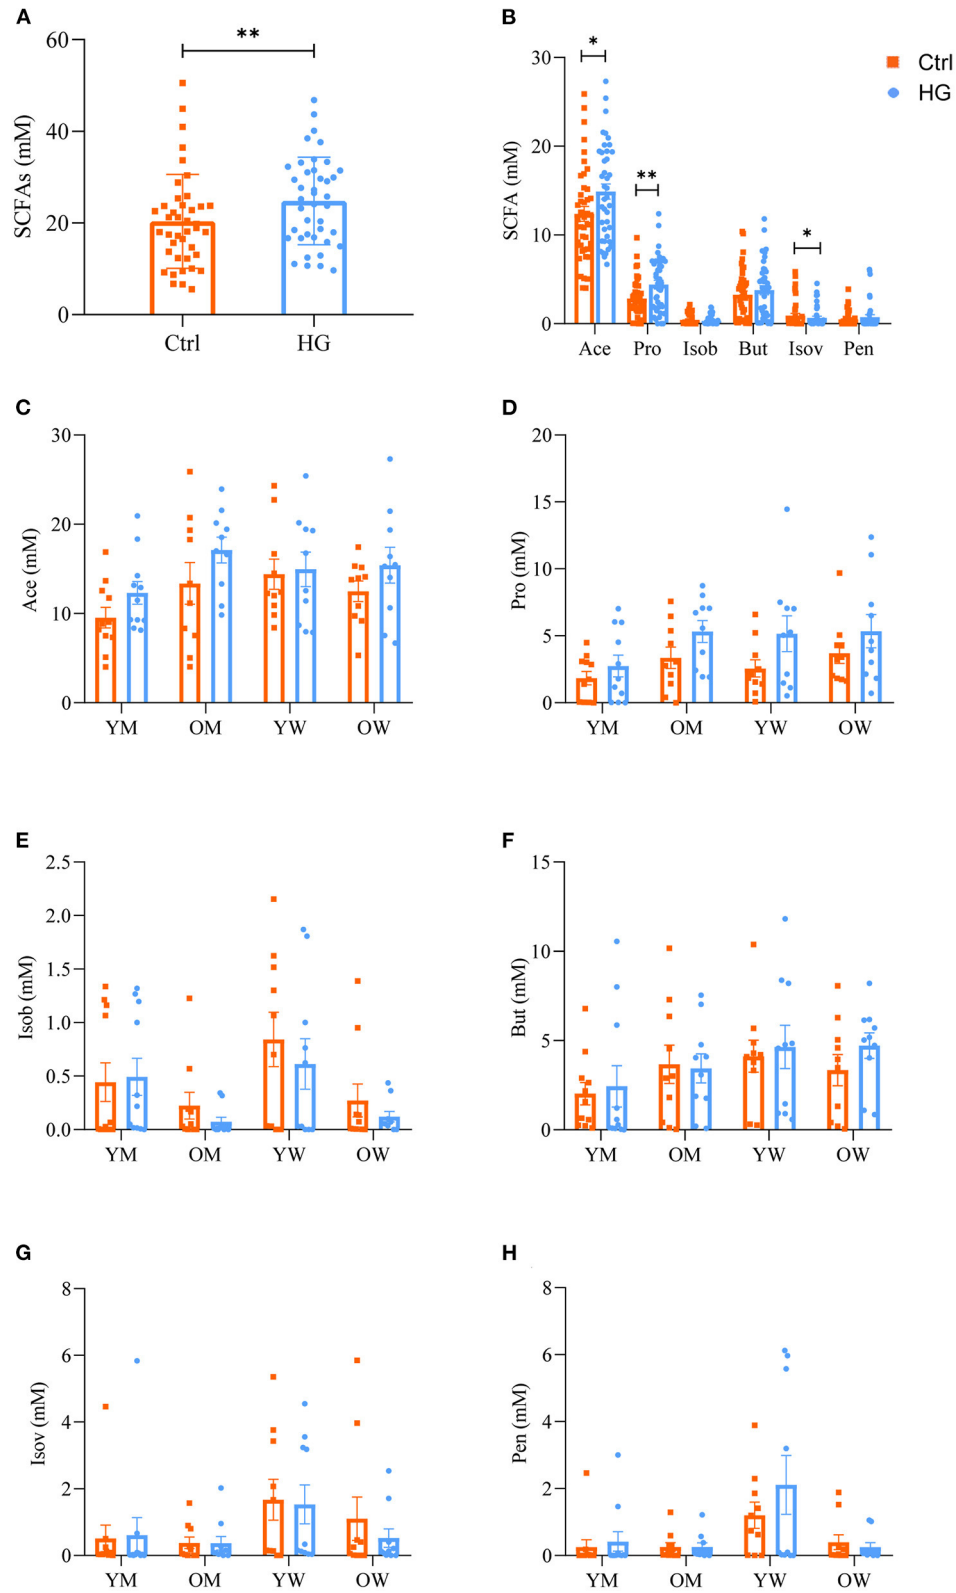 A
SCFAs (mM)
60
40
20
0
**
Ctrl
HG
B
SCFA (mM)
30
20
10
0
*
**
*
Ace
Pro
Isob
But
Isov
Pen
Ctrl
HG
C
Ace (mM)
30
20
10
0
YM
OM
YW
OW
D
Pro (mM)
20
15
10
5
0
YM
OM
YW
OW
E
Isob (mM)
2.5
2.0
1.5
1.0
0.5
0.0
YM
OM
YW
OW
F
But (mM)
15
10
5
0
YM
OM
YW
OW
G
Isov (mM)
8
6
4
2
0
YM
OM
YW
OW
H
Pen (mM)
8
6
4
2
0
YM
OM
YW
OW